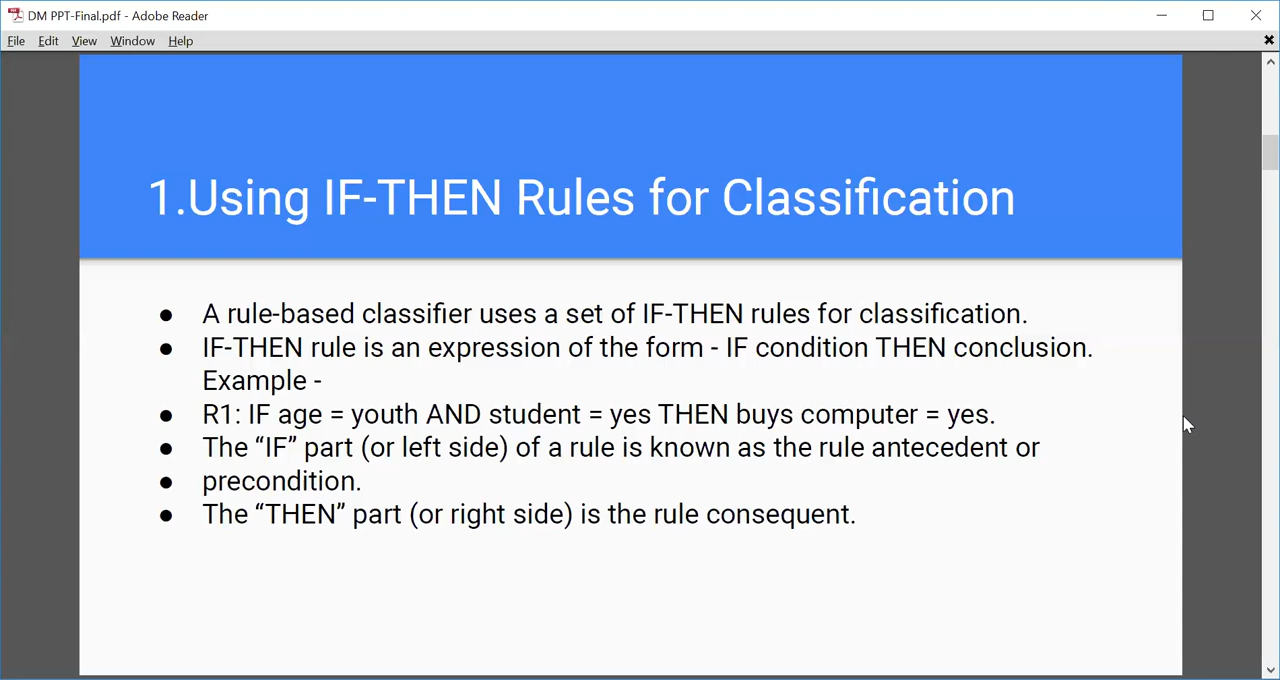 DM PPT-Final.pdf - Adobe Reader
File Edit View Window Help
1.Using IF-THEN Rules for Classification
● A rule-based classifier uses a set of IF-THEN rules for classification.
● IF-THEN rule is an expression of the form - IF condition THEN conclusion.
Example -
● R1: IF age = youth AND student = yes THEN buys computer = yes.
● The “IF” part (or left side) of a rule is known as the rule antecedent or
● precondition.
● The “THEN” part (or right side) is the rule consequent.